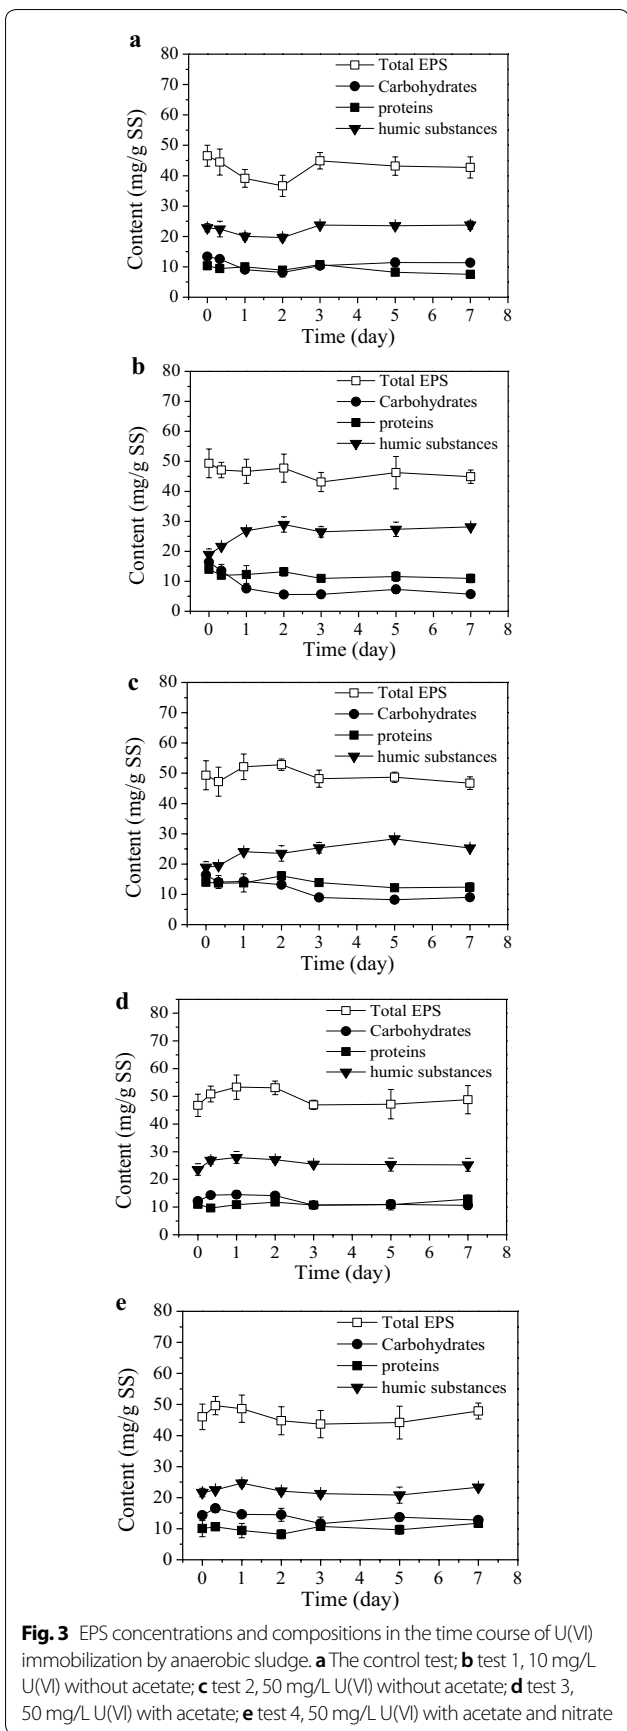 a
80
70
60
50
40
30
20
10
0
Content (mg/g SS)
Total EPS
Carbohydrates
proteins
humic substances
0 1 2 3 4 5 6 7 8
Time (day)
b
80
70
60
50
40
30
20
10
0
Content (mg/g SS)
Total EPS
Carbohydrates
proteins
humic substances
0 1 2 3 4 5 6 7 8
Time (day)
c
80
70
60
50
40
30
20
10
0
Content (mg/g SS)
Total EPS
Carbohydrates
proteins
humic substances
0 1 2 3 4 5 6 7 8
Time (day)
d
80
70
60
50
40
30
20
10
0
Content (mg/g SS)
Total EPS
Carbohydrates
proteins
humic substances
0 1 2 3 4 5 6 7 8
Time (day)
e
80
70
60
50
40
30
20
10
0
Content (mg/g SS)
Total EPS
Carbohydrates
proteins
humic substances
0 1 2 3 4 5 6 7 8
Time (day)
Fig. 3 EPS concentrations and compositions in the time course of U(VI)
immobilization by anaerobic sludge. a The control test; b test 1, 10 mg/L
U(VI) without acetate; c test 2, 50 mg/L U(VI) without acetate; d test 3,
50 mg/L U(VI) with acetate; e test 4, 50 mg/L U(VI) with acetate and nitrate